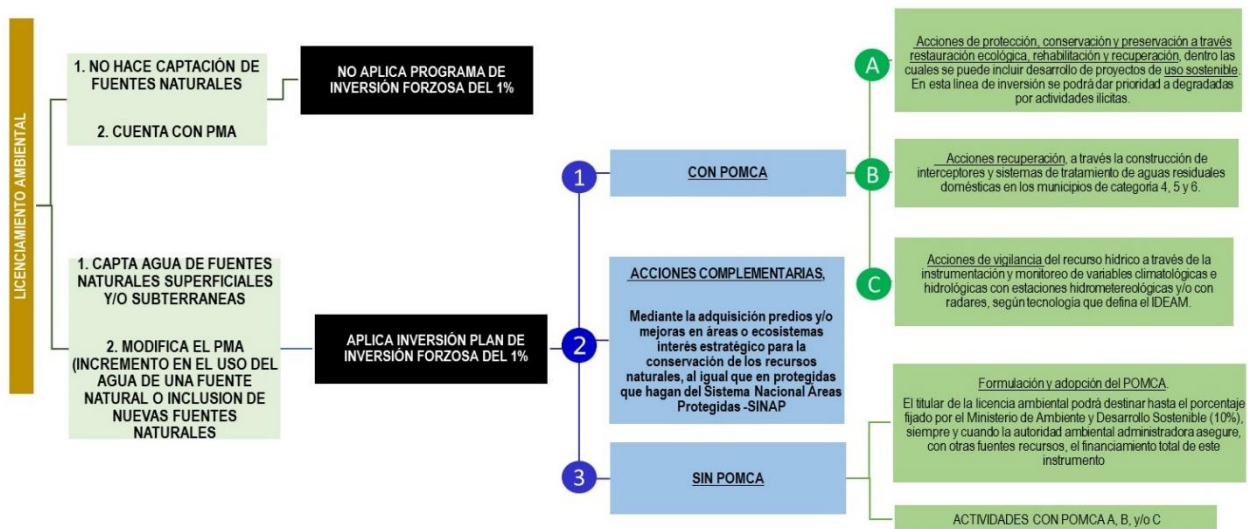 LICENCIAMIENTO AMBIENTAL
1. NO HACE CAPTACIÓN DE
FUENTES NATURALES
2. CUENTA CON PMA
NO APLICA PROGRAMA DE
INVERSIÓN FORZOSA DEL 1%
1. CAPTA AGUA DE FUENTES
NATURALES SUPERFICIALES
Y/O SUBTERRANEAS
2. MODIFICA EL PMA
(INCREMENTO EN EL USO DEL
AGUA DE UNA FUENTE
NATURAL O INCLUSION DE
NUEVAS FUENTES
NATURALES
APLICA INVERSIÓN PLAN DE
INVERSIÓN FORZOSA DEL 1%
1
CON POMCA
2
ACCIONES COMPLEMENTARIAS,
Mediante la adquisición predios y/o
mejoras en áreas o ecosistemas
interés estratégico para la
conservación de los recursos
naturales, al igual que en protegidas
que hagan del Sistema Nacional Áreas
Protegidas -SINAP
3
SIN POMCA
A
Acciones de protección, conservación y preservación a través
restauración ecológica, rehabilitación y recuperación, dentro las
cuales se puede incluir desarrollo de proyectos de uso sostenible.
En esta línea de inversión se podrá dar prioridad a degradadas
por actividades ilícitas.
B
Acciones recuperación, a través la construcción de
interceptores y sistemas de tratamiento de aguas residuales
domésticas en los municipios de categoría 4, 5 y 6.
C
Acciones de vigilancia del recurso hídrico a través de la
instrumentación y monitoreo de variables climatológicas e
hidrológicas con estaciones hidrometereológicas y/o con
radares, según tecnología que defina el IDEAM.
Formulación y adopción del POMCA.
El titular de la licencia ambiental podrá destinar hasta el porcentaje
fijado por el Ministerio de Ambiente y Desarrollo Sostenible (10%),
siempre y cuando la autoridad ambiental administradora asegure,
con otras fuentes recursos, el financiamiento total de este
instrumento
ACTIVIDADES CON POMCA A, B, y/o C